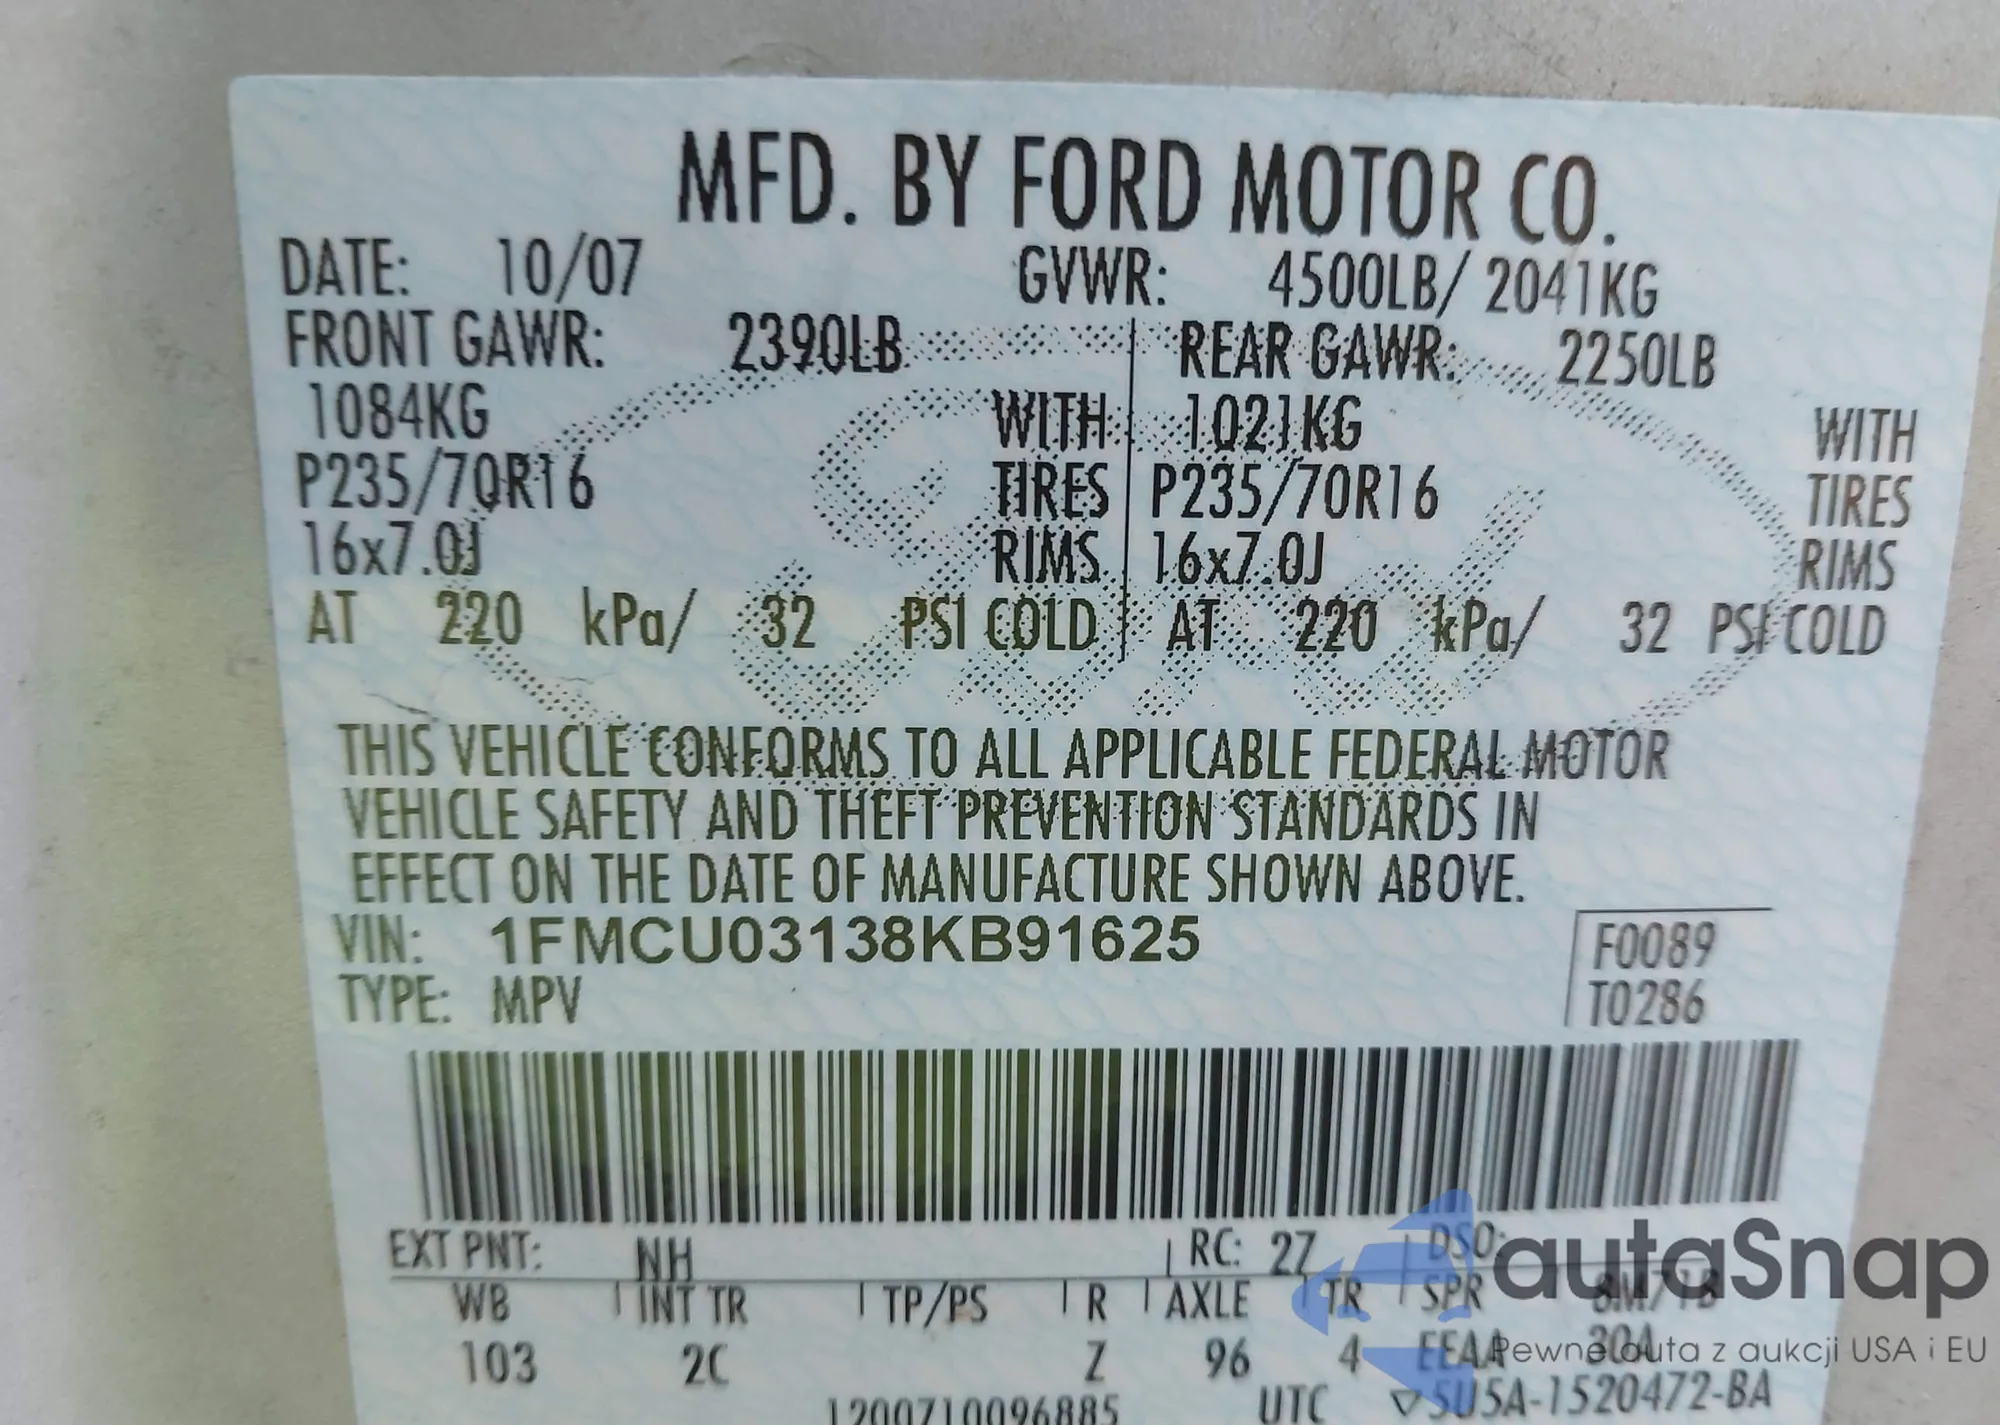 MFD. BY FORD MOTOR CO.
DATE: 10/07 GVWR: 4500LB/ 2041KG
FRONT GAWR: 2390LB REAR GAWR: 2250LB
1084KG WITH 1021KG WITH
P235/70R16 TIRES P235/70R16 TIRES
16x7.0J RIMS 16x7.0J RIMS
AT 220 kPa/ 32 PSI COLD AT 220 kPa/ 32 PSI COLD
THIS VEHICLE CONFORMS TO ALL APPLICABLE FEDERAL MOTOR
VEHICLE SAFETY AND THEFT PREVENTION STANDARDS IN
EFFECT ON THE DATE OF MANUFACTURE SHOWN ABOVE.
VIN: 1FMCU03138KB91625
F0089
TYPE: MPV
T0286
EXT PNT: NH RC: 27 DSO:
WB INT TR TP/PS R AXLE TR SPR
103 2C Z 96 4 EEAA
1200710096885 UTC 5U5A-1520472-BA
autaSnap
Pewne auta z aukcji USA i EU